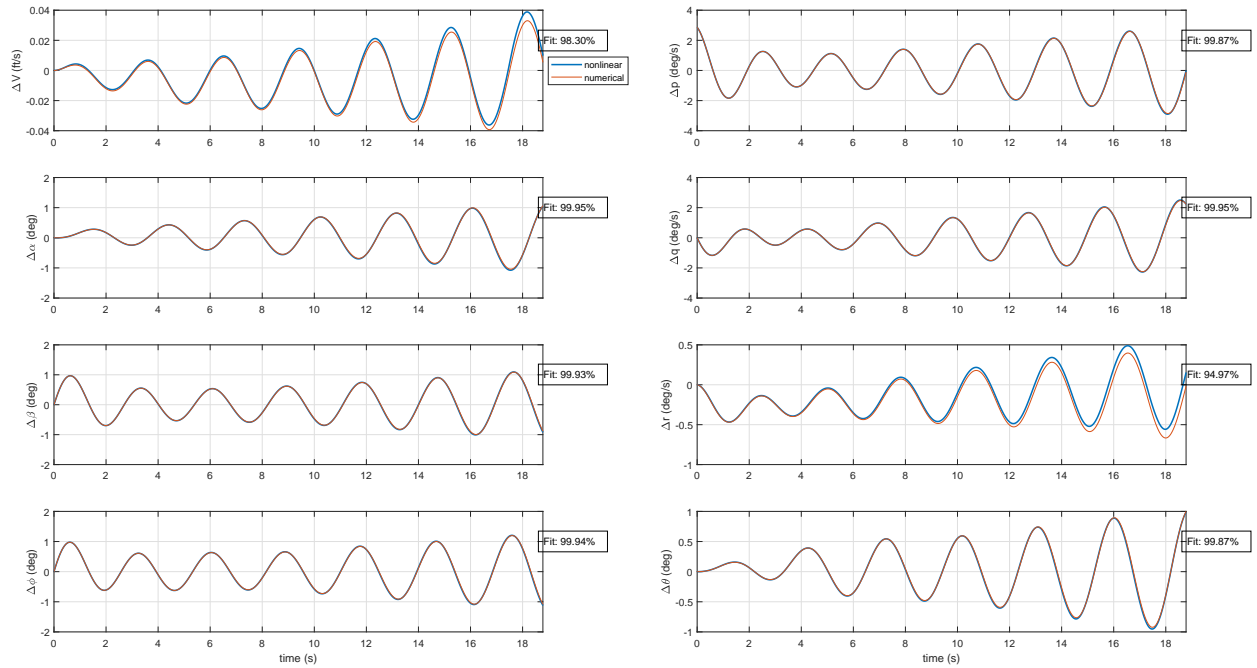 0.04
0.02
0
-0.02
-0.04
ΔV (ft/s)
0 2 4 6 8 10 12 14 16 18
Fit: 98.30%
nonlinear
numerical
4
2
0
-2
-4
Δp (deg/s)
0 2 4 6 8 10 12 14 16 18
Fit: 99.87%
2
1
0
-1
-2
Δα (deg)
0 2 4 6 8 10 12 14 16 18
Fit: 99.95%
4
2
0
-2
-4
Δq (deg/s)
0 2 4 6 8 10 12 14 16 18
Fit: 99.95%
2
1
0
-1
-2
Δβ (deg)
0 2 4 6 8 10 12 14 16 18
Fit: 99.93%
0.5
0
-0.5
-1
Δr (deg/s)
0 2 4 6 8 10 12 14 16 18
Fit: 94.97%
2
1
0
-1
-2
Δϕ (deg)
0 2 4 6 8 10 12 14 16 18
time (s)
Fit: 99.94%
1
0.5
0
-0.5
-1
Δθ (deg)
0 2 4 6 8 10 12 14 16 18
time (s)
Fit: 99.87%